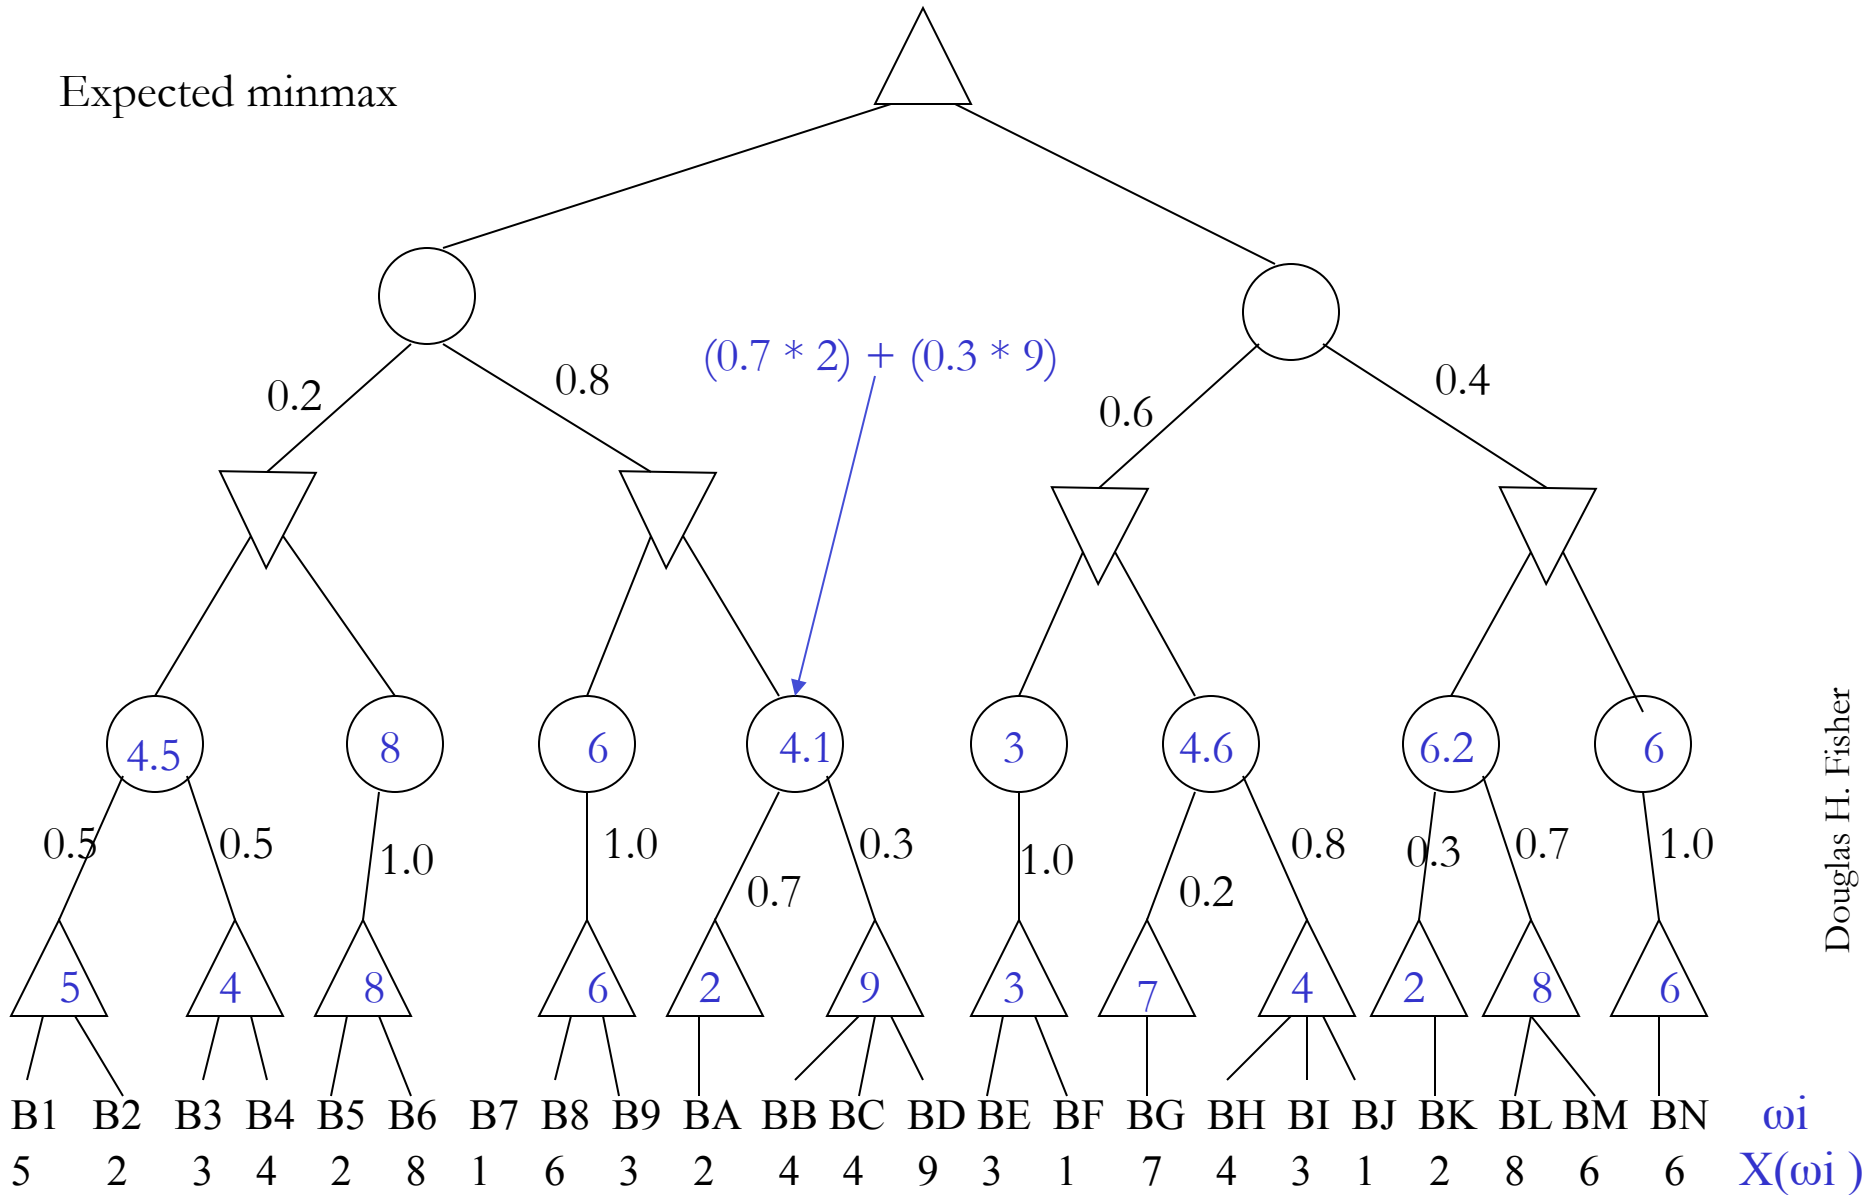 Expected minmax
(0.7 * 2) + (0.3 * 9)
0.2 0.8 0.6 0.4
4.5 8 6 4.1 3 4.6 6.2 6
0.5 0.5 1.0 1.0 0.7 0.3 1.0 0.2 0.8 0.3 0.7 1.0
5 4 8 6 2 9 3 7 4 2 8 6
B1 B2 B3 B4 B5 B6 B7 B8 B9 BA BB BC BD BE BF BG BH BI BJ BK BL BM BN ωi
5 2 3 4 2 8 1 6 3 2 4 4 9 3 1 7 4 3 1 2 8 6 6 X(ωi )
Douglas H. Fisher